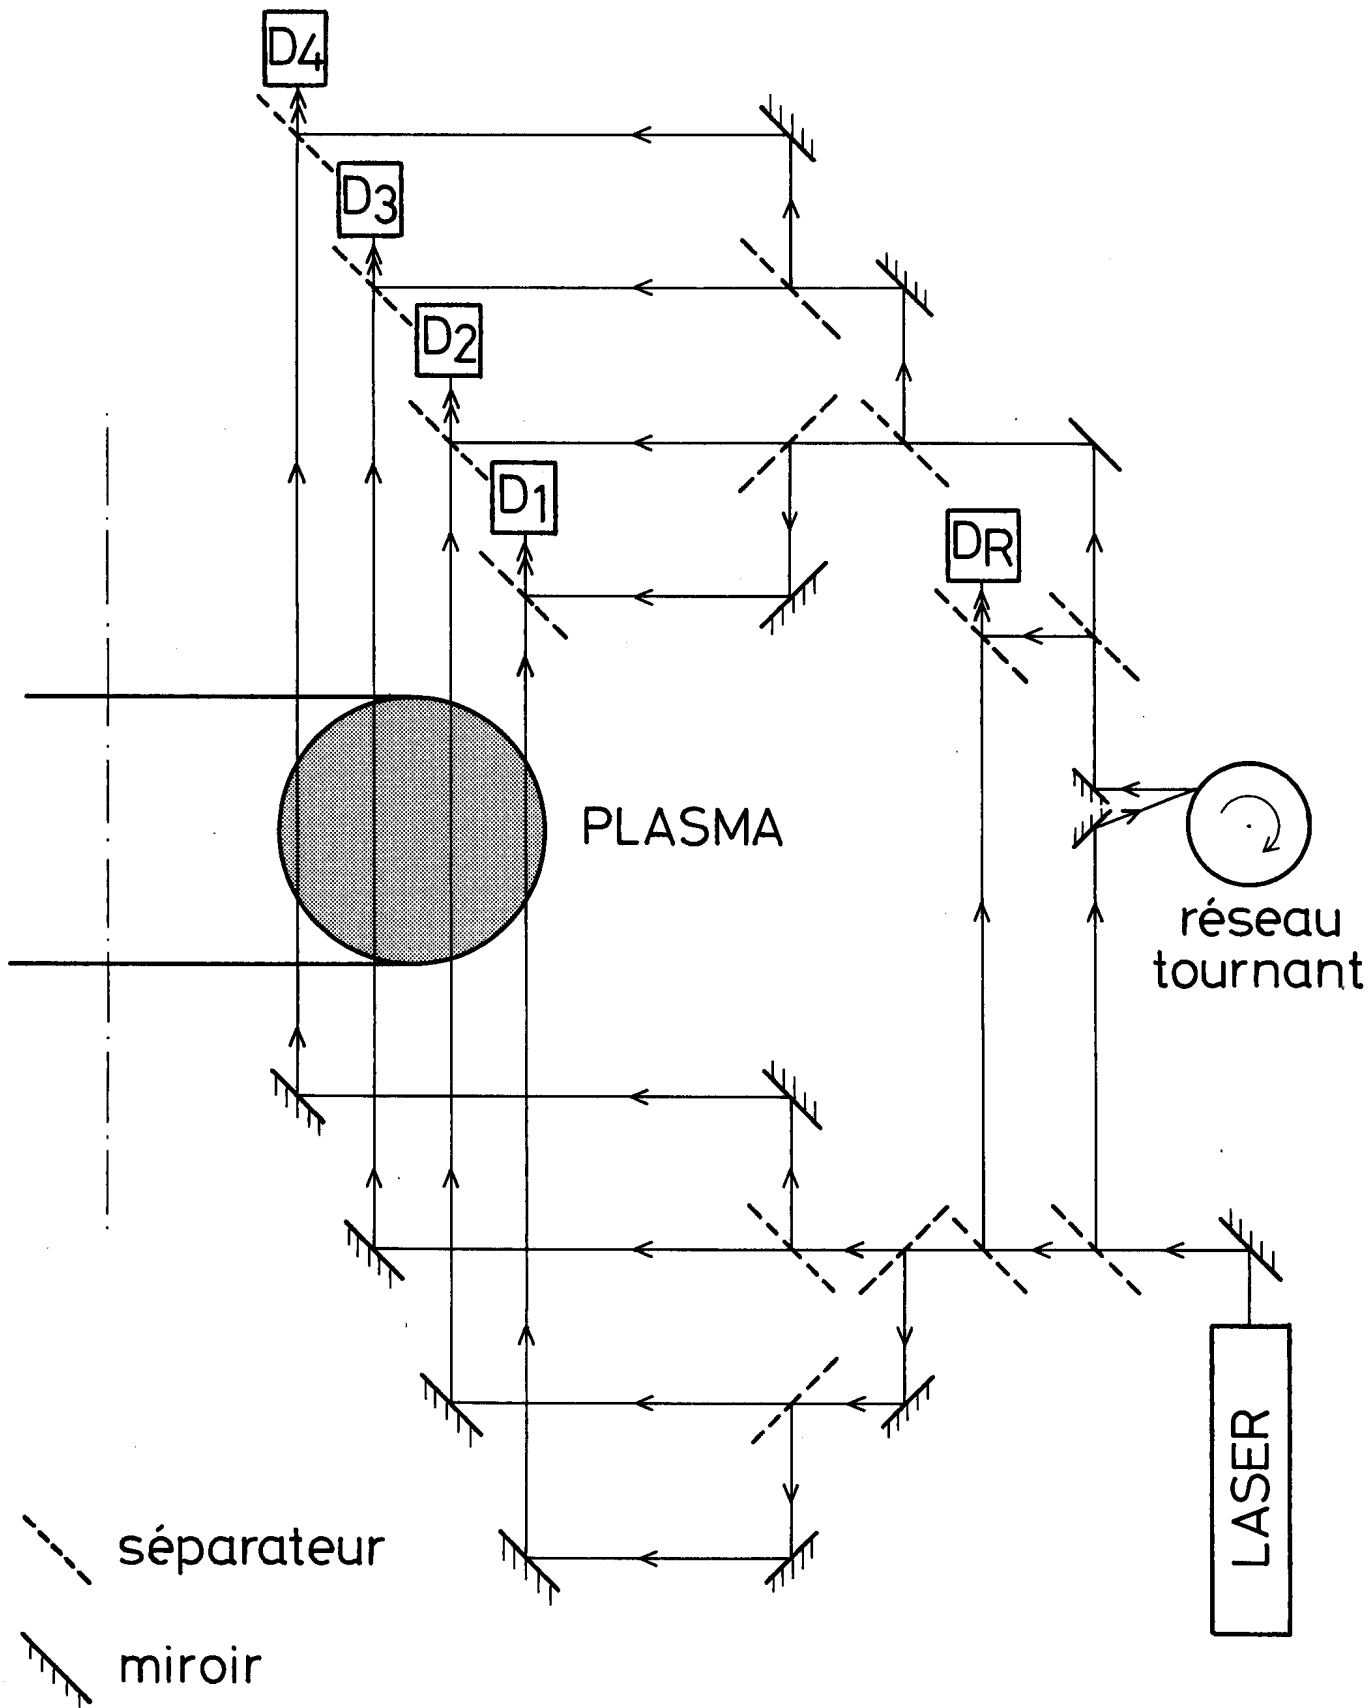 D4
D3
D2
D1
DR
PLASMA
réseau
tournant
LASER
séparateur
miroir